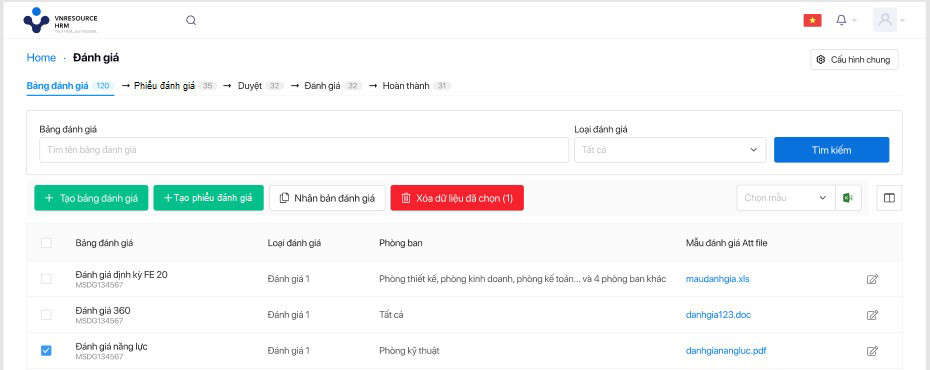 VNRESOURCE
HRM
Home · Đánh giá
Cấu hình chung
Bảng đánh giá 120 → Phiếu đánh giá 35 → Duyệt 32 → Đánh giá 32 → Hoàn thành 31
Bảng đánh giá
Loại đánh giá
Tìm tên bảng đánh giá
Tất cả
Tìm kiếm
+ Tạo bảng đánh giá
+ Tạo phiếu đánh giá
Nhân bản đánh giá
Xóa dữ liệu đã chọn (1)
Chọn mẫu
Bảng đánh giá Loại đánh giá Phòng ban Mẫu đánh giá Att file
Đánh giá định kỳ FE 20
MSDG134567
Đánh giá 1 Phòng thiết kế, phòng kinh doanh, phòng kế toán... và 4 phòng ban khác maudanhgia.xls
Đánh giá 360
MSDG134567
Đánh giá 1 Tất cả danhgia123.doc
Đánh giá năng lực
MSDG134567
Đánh giá 1 Phòng kỹ thuật danhgianangluc.pdf